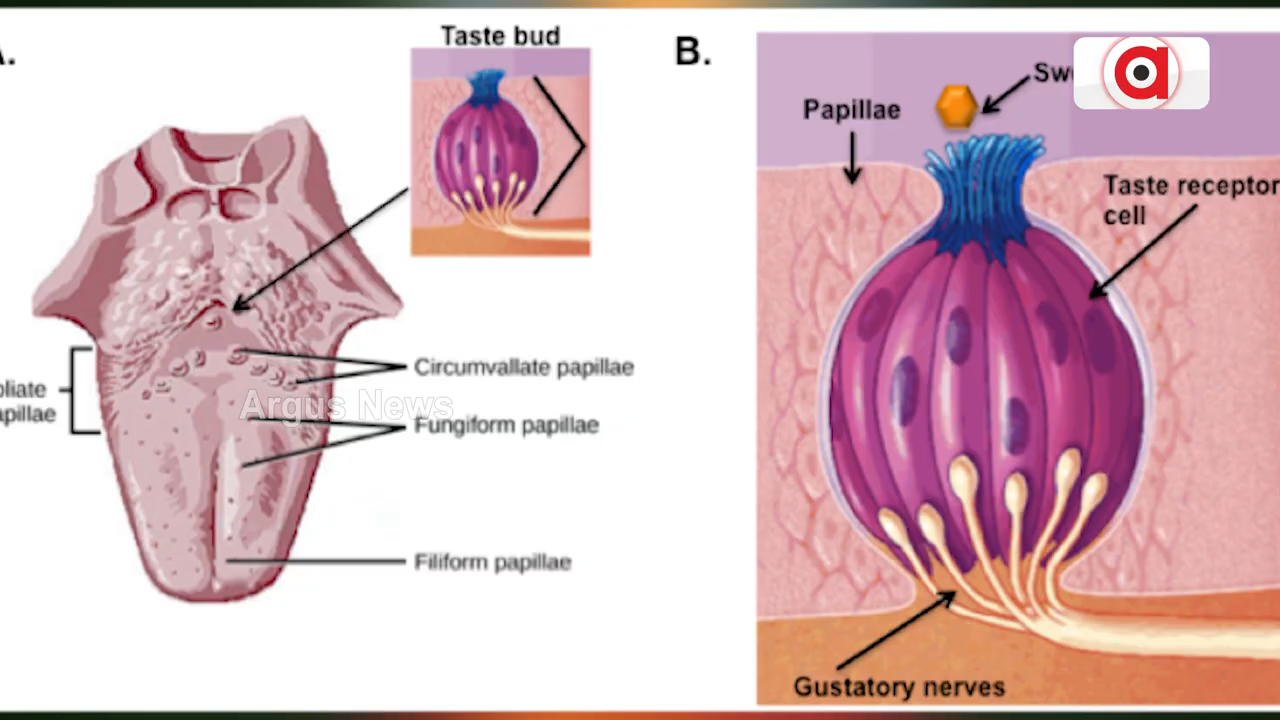 A.
Taste bud
Circumvallate papillae
Fungiform papillae
Filiform papillae
Argus News
B.
Papillae
Taste receptor
cell
Gustatory nerves
a